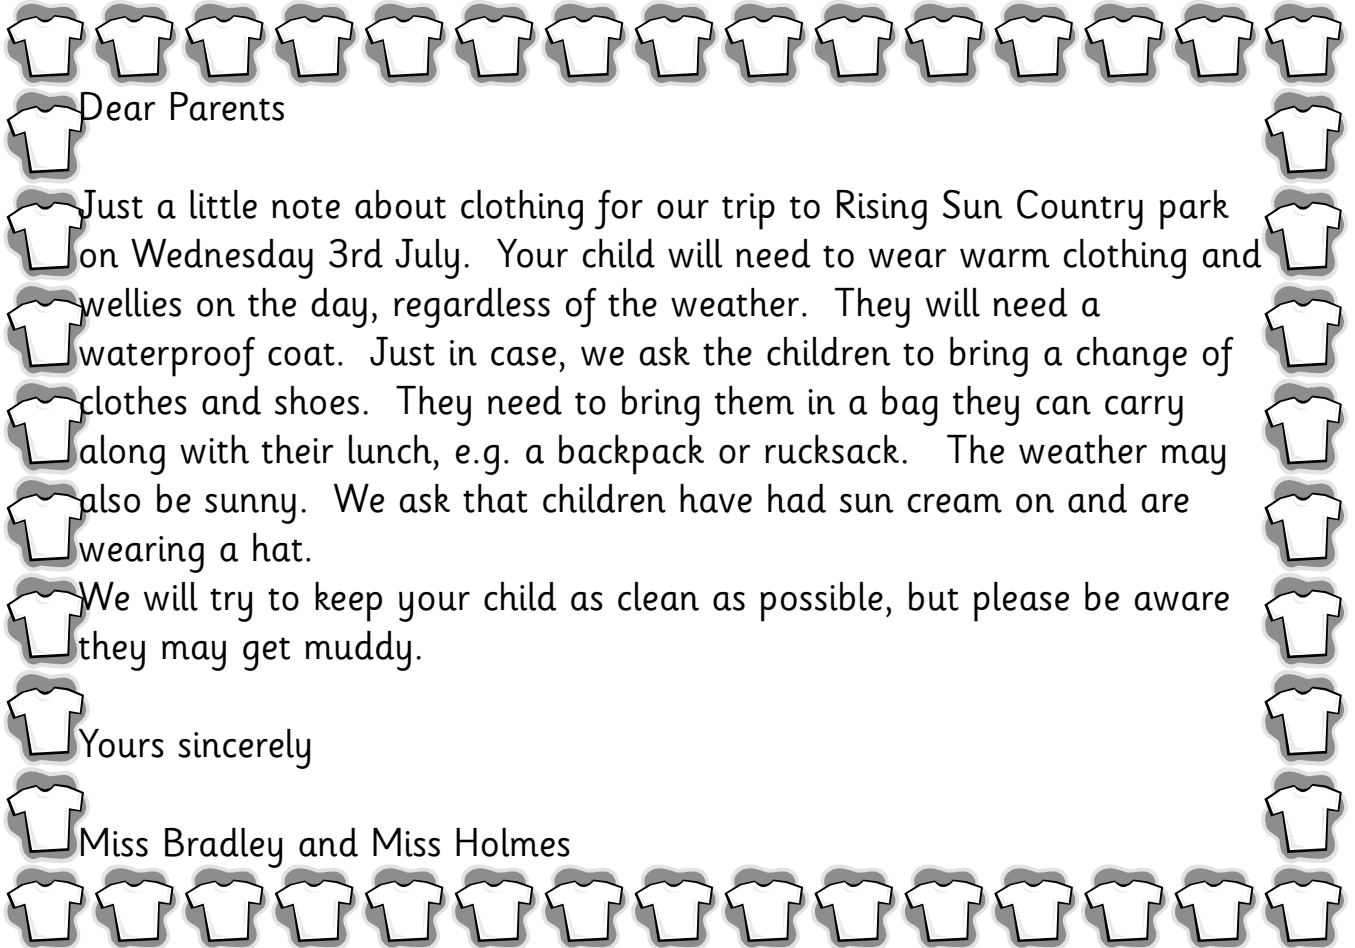 Dear Parents
Just a little note about clothing for our trip to Rising Sun Country park
on Wednesday 3rd July.  Your child will need to wear warm clothing and
wellies on the day, regardless of the weather.  They will need a
waterproof coat.  Just in case, we ask the children to bring a change of
clothes and shoes.  They need to bring them in a bag they can carry
along with their lunch, e.g. a backpack or rucksack.   The weather may
also be sunny.  We ask that children have had sun cream on and are
wearing a hat.
We will try to keep your child as clean as possible, but please be aware
they may get muddy.
Yours sincerely
Miss Bradley and Miss Holmes